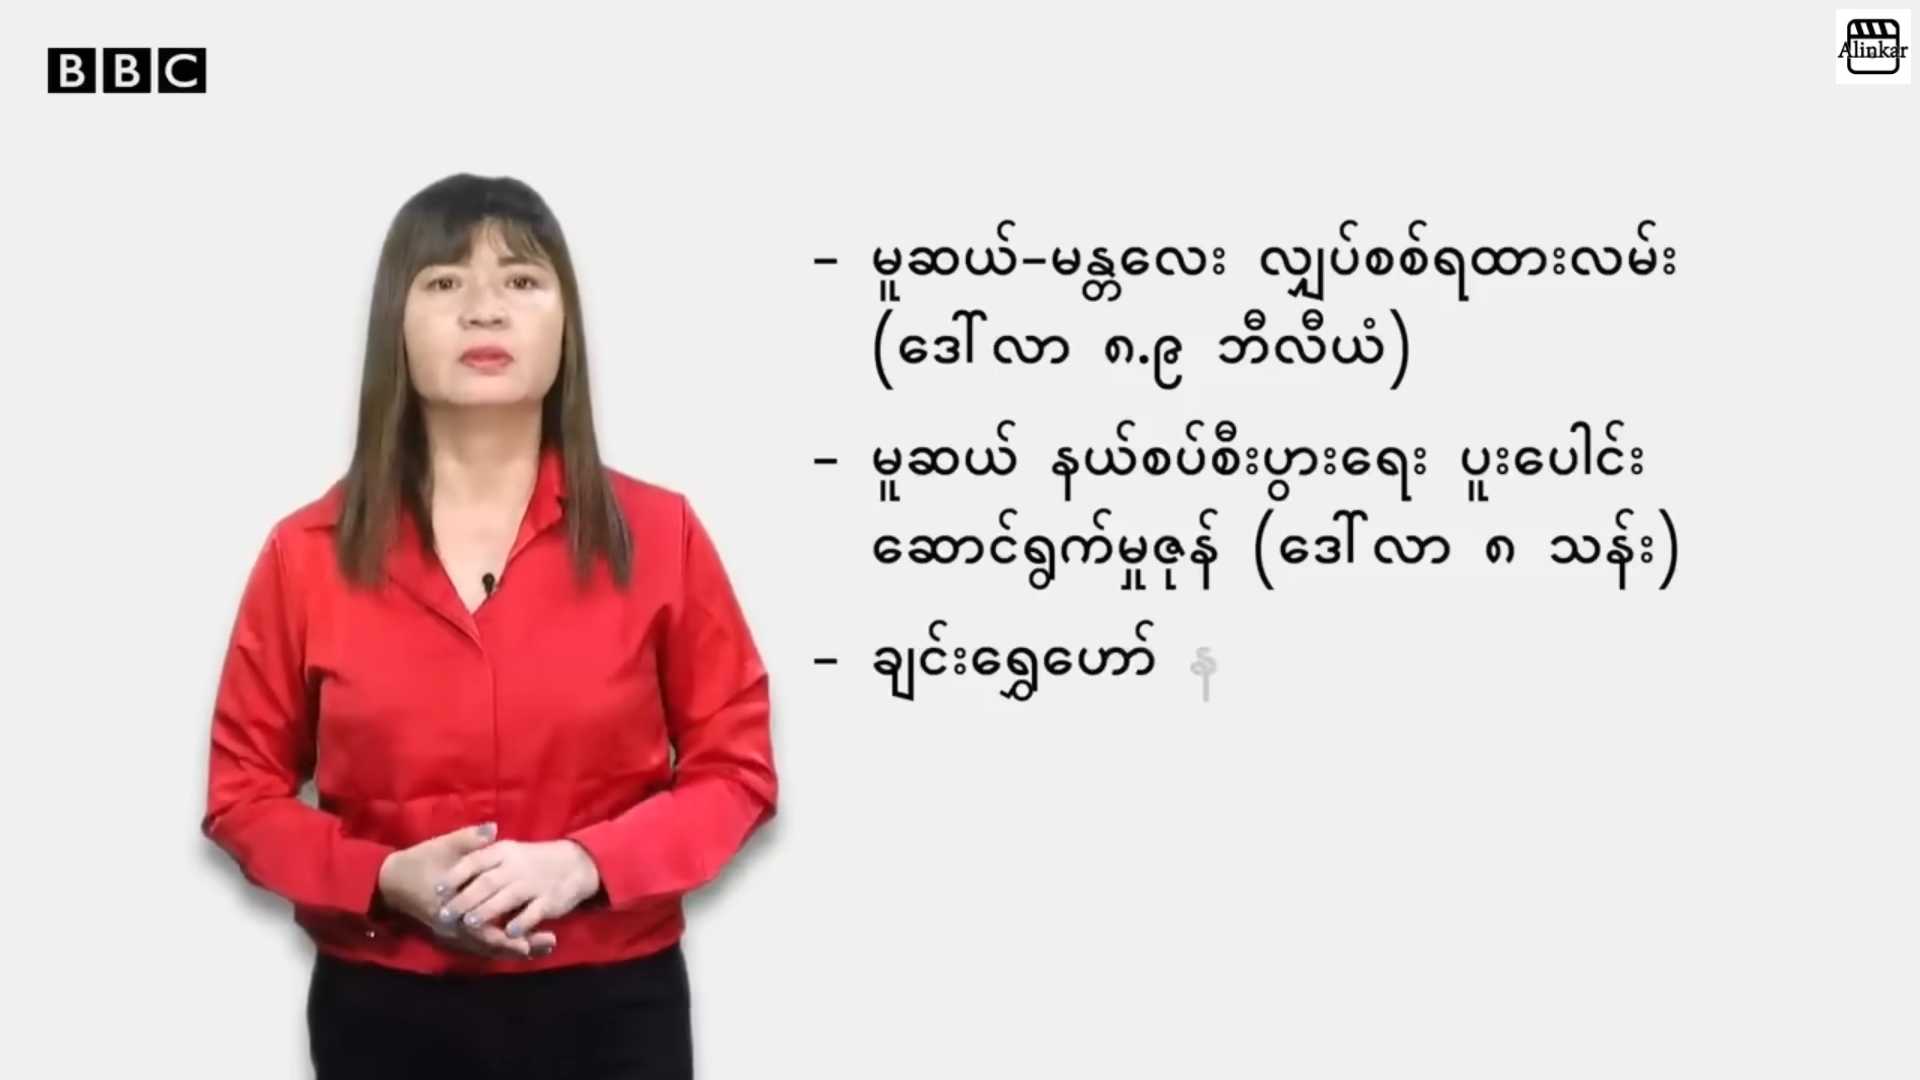 BBC
Alinkar
- မူဆယ်-မန္တလေး လျှပ်စစ်ရထားလမ်း
(ဒေါ်လာ ၈.၉ ဘီလီယံ)
- မူဆယ် နယ်စပ်စီးပွားရေး ပူးပေါင်း
ဆောင်ရွက်မှုဇုန် (ဒေါ်လာ ၈ သန်း)
- ချင်းရွှေဟော် န